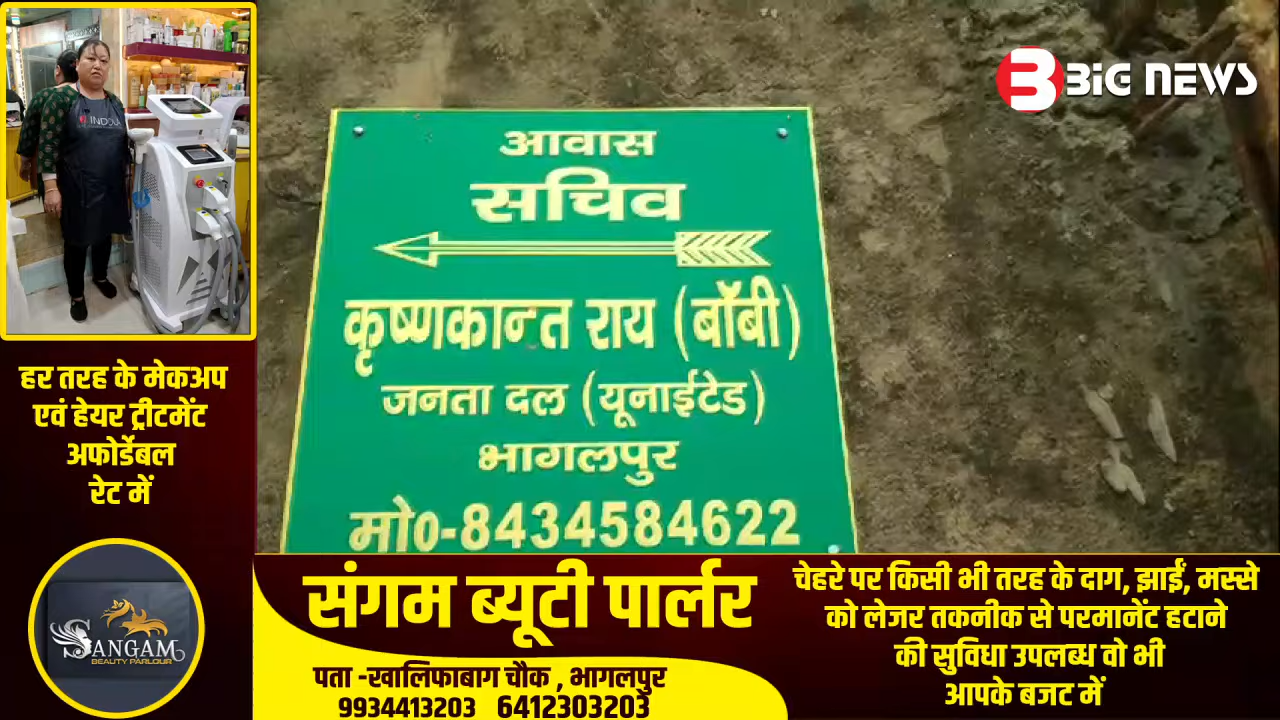 3 BIG NEWS
INDOLA
आवास
सचिव
कृष्णकान्त राय (बॉबी)
जनता दल (यूनाईटेड)
भागलपुर
मो0-8434584622
हर तरह के मेकअप
एवं हेयर ट्रीटमेंट
अफोर्डेबल
रेट में
SANGAM
BEAUTY PARLOUR
संगम ब्यूटी पार्लर
पता -खालिफाबाग चौक , भागलपुर
9934413203 6412303203
चेहरे पर किसी भी तरह के दाग, झाईं, मस्से
को लेजर तकनीक से परमानेंट हटाने
की सुविधा उपलब्ध वो भी
आपके बजट में